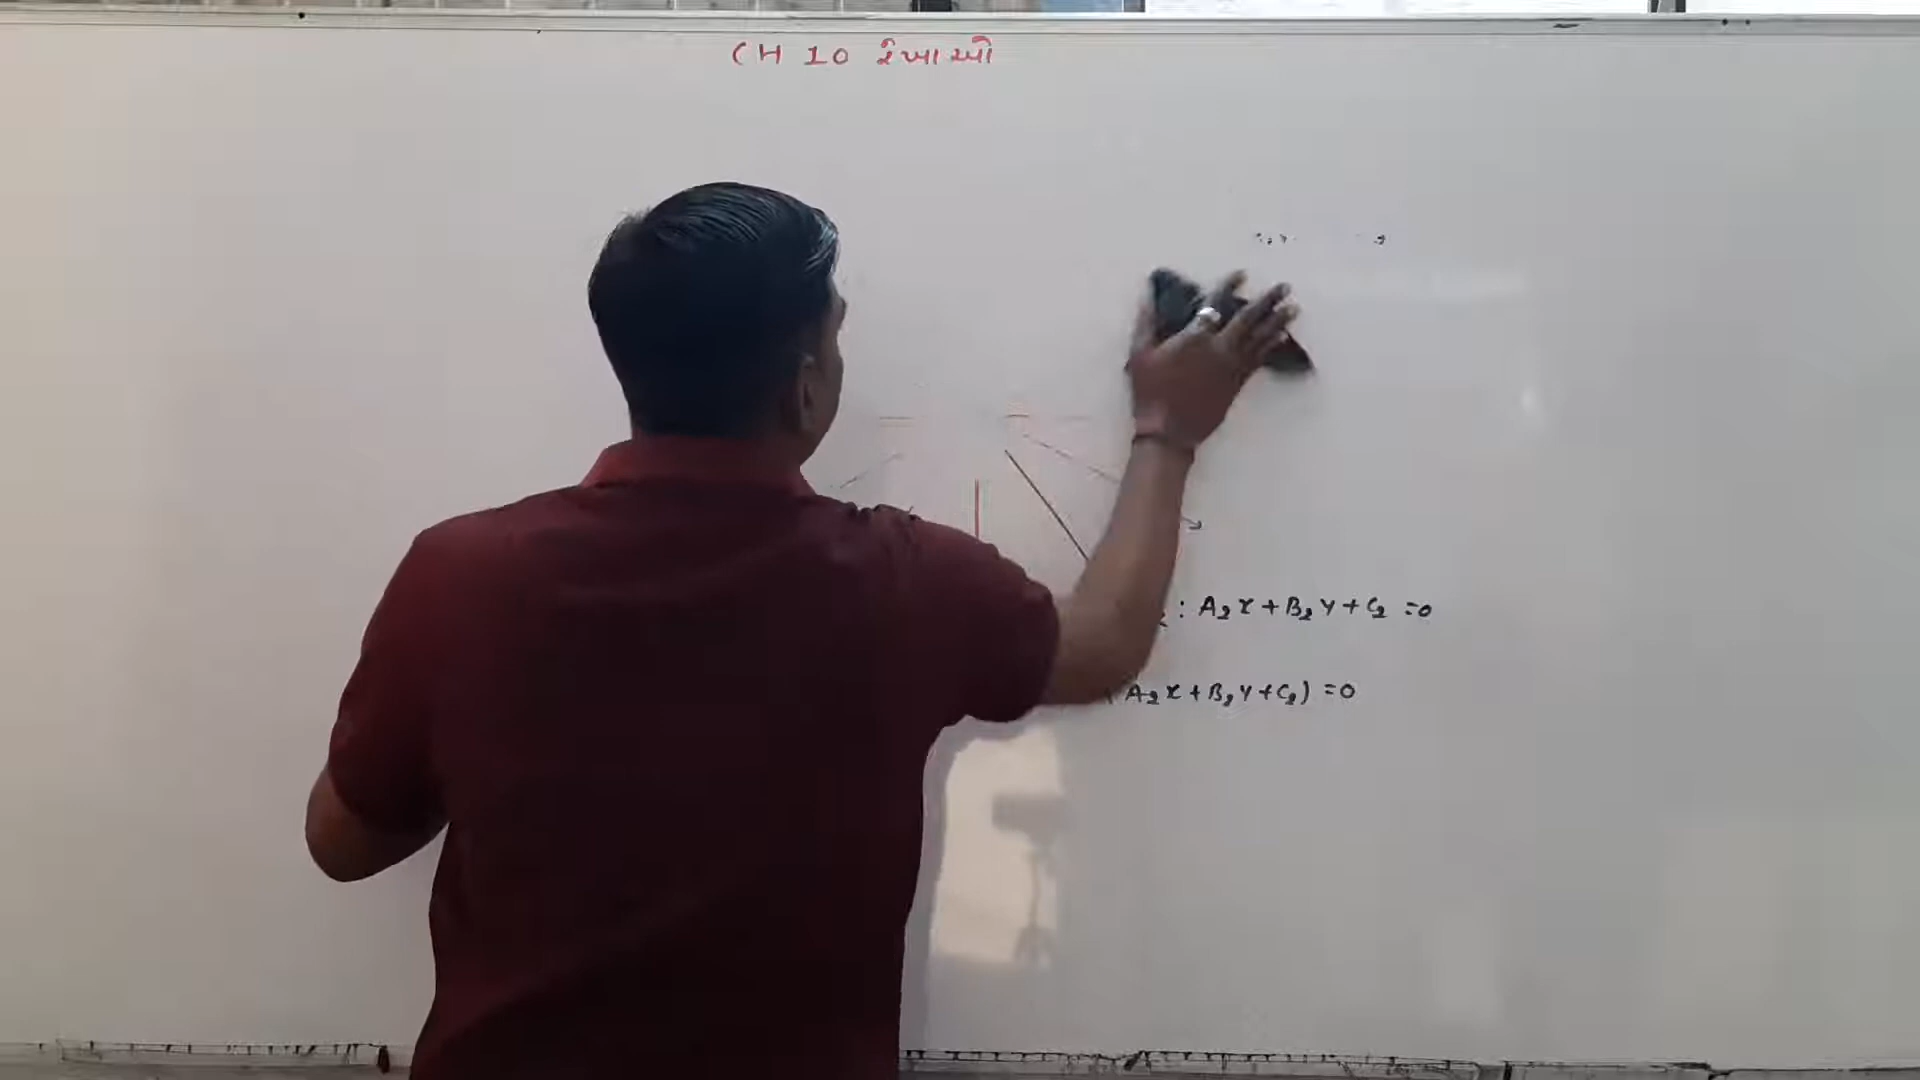 CH 10 રેખાઓ
: A₂x + B₂y + C₂ = 0
(A₂x + B₂y + C₂) = 0